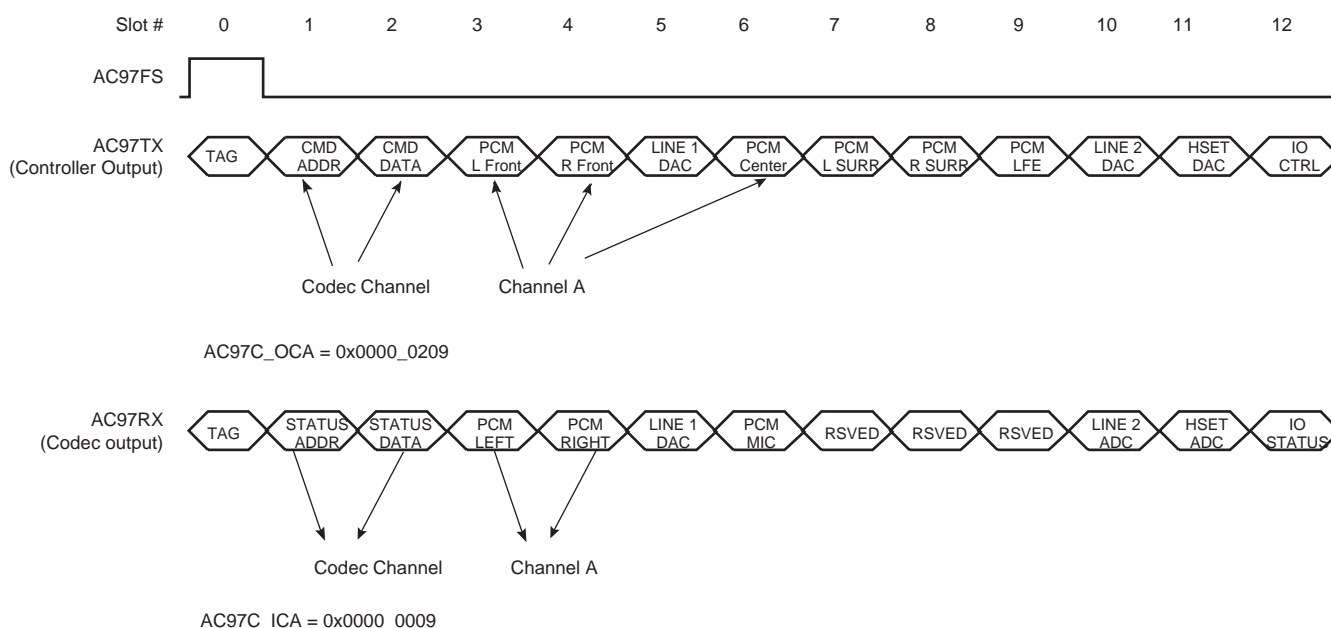 Slot # 0 1 2 3 4 5 6 7 8 9 10 11 12
AC97FS
AC97TX
(Controller Output)
TAG
CMD
ADDR
CMD
DATA
PCM
L Front
PCM
R Front
LINE 1
DAC
PCM
Center
PCM
L SURR
PCM
R SURR
PCM
LFE
LINE 2
DAC
HSET
DAC
IO
CTRL
Codec Channel
Channel A
AC97C_OCA = 0x0000_0209
AC97RX
(Codec output)
TAG
STATUS
ADDR
STATUS
DATA
PCM
LEFT
PCM
RIGHT
LINE 1
DAC
PCM
MIC
RSVED
RSVED
RSVED
LINE 2
ADC
HSET
ADC
IO
STATUS
Codec Channel
Channel A
AC97C_ICA = 0x0000_0009